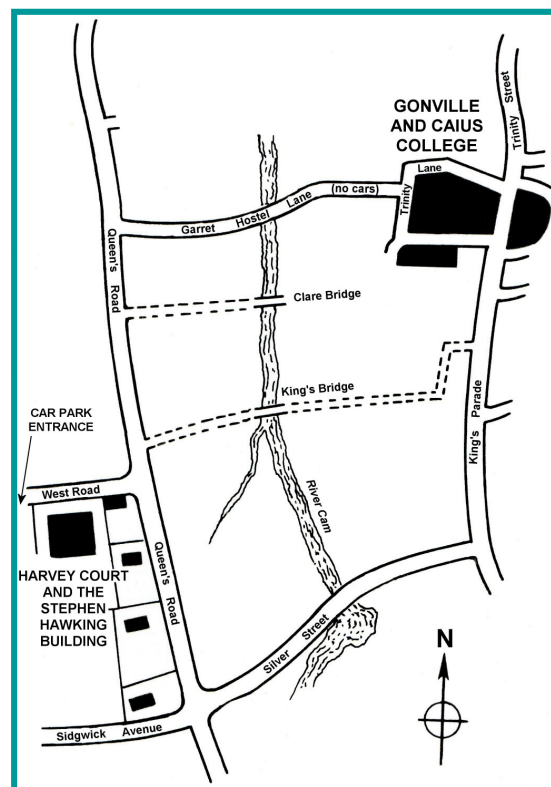 GONVILLE
AND CAIUS
COLLEGE
Trinity Street
Lane
Trinity
Garret Hostel Lane (no cars)
Queen's Road
Clare Bridge
King's Bridge
King's Parade
CAR PARK
ENTRANCE
West Road
River Cam
HARVEY COURT
AND THE
STEPHEN
HAWKING
BUILDING
Queen's Road
Silver Street
N
Sidgwick Avenue